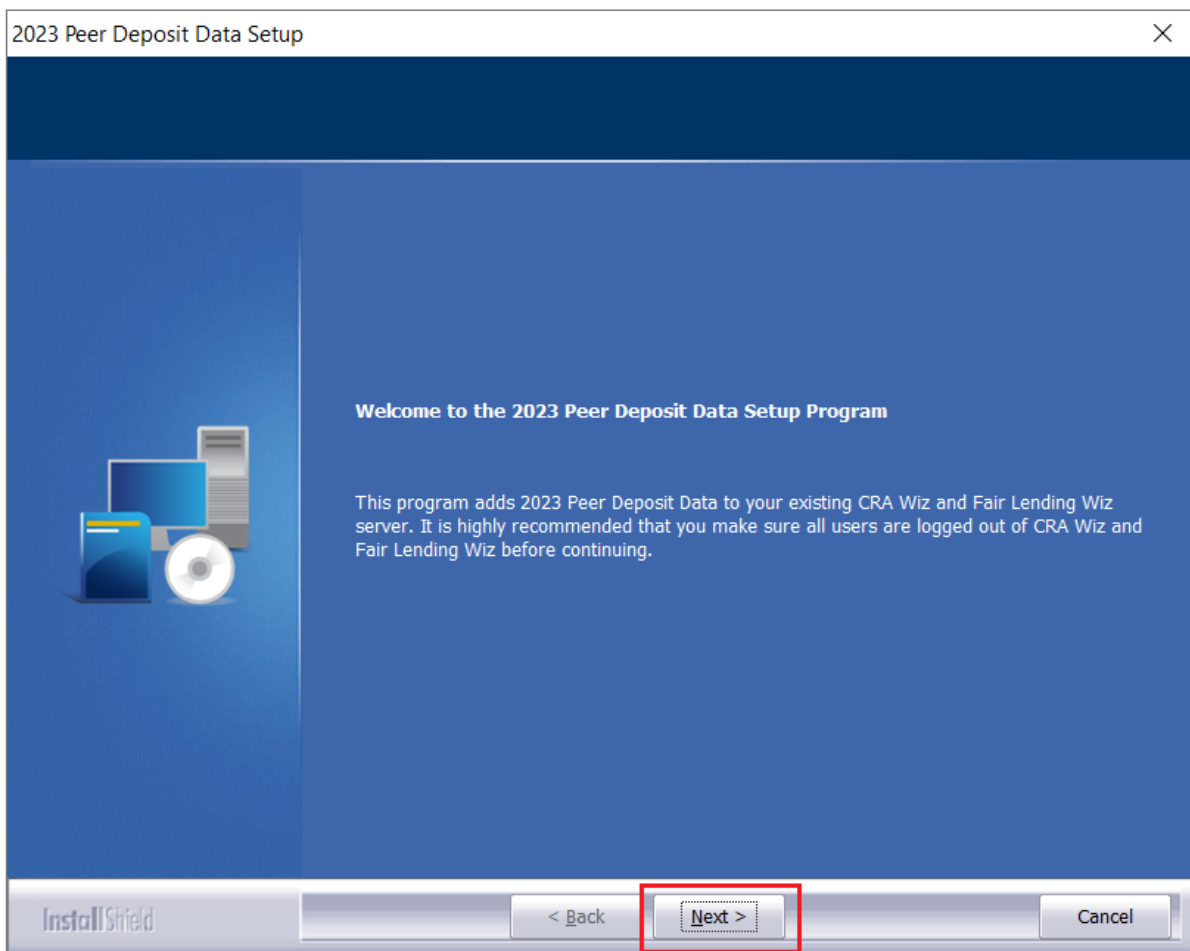 2023 Peer Deposit Data Setup
Welcome to the 2023 Peer Deposit Data Setup Program
This program adds 2023 Peer Deposit Data to your existing CRA Wiz and Fair Lending Wiz
server. It is highly recommended that you make sure all users are logged out of CRA Wiz and
Fair Lending Wiz before continuing.
InstallShield
< Back
Next >
Cancel